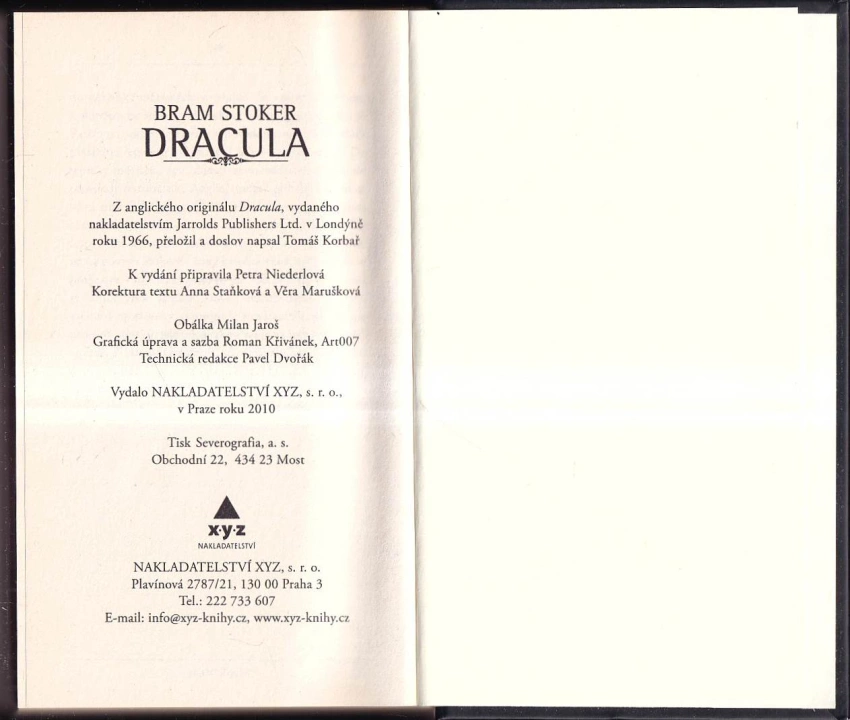 BRAM STOKER
DRACULA
Z anglického originálu Dracula, vydaného
nakladatelstvím Jarrolds Publishers Ltd. v Londýně
roku 1966, přeložil a doslov napsal Tomáš Korbař
K vydání připravila Petra Niederlová
Korektura textu Anna Staňková a Věra Marušková
Obálka Milan Jaroš
Grafická úprava a sazba Roman Křivánek, Art007
Technická redakce Pavel Dvořák
Vydalo NAKLADATELSTVÍ XYZ, s. r. o.,
v Praze roku 2010
Tisk Severografia, a. s.
Obchodní 22, 434 23 Most
x·y·z
NAKLADATELSTVÍ
NAKLADATELSTVÍ XYZ, s. r. o.
Plavínová 2787/21, 130 00 Praha 3
Tel.: 222 733 607
E-mail: info@xyz-knihy.cz, www.xyz-knihy.cz